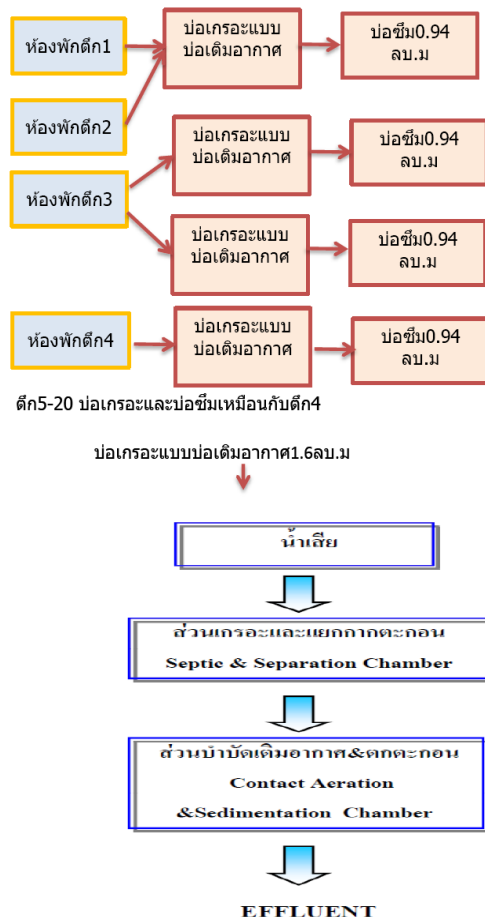 ห้องพักตึก1
บ่อเกรอะแบบ
บ่อเติมอากาศ
บ่อซึม0.94
ลบ.ม
ห้องพักตึก2
ห้องพักตึก3
บ่อเกรอะแบบ
บ่อเติมอากาศ
บ่อซึม0.94
ลบ.ม
บ่อเกรอะแบบ
บ่อเติมอากาศ
บ่อซึม0.94
ลบ.ม
ห้องพักตึก4
บ่อเกรอะแบบ
บ่อเติมอากาศ
บ่อซึม0.94
ลบ.ม
ตึก5-20 บ่อเกรอะและบ่อซึมเหมือนกับตึก4
บ่อเกรอะแบบบ่อเติมอากาศ1.6ลบ.ม
น้ำเสีย
ส่วนเกรอะและแยกกากตะกอน
Septic & Separation Chamber
ส่วนบำบัดเติมอากาศ&ตกตะกอน
Contact Aeration
&Sedimentation Chamber
EFFLUENT